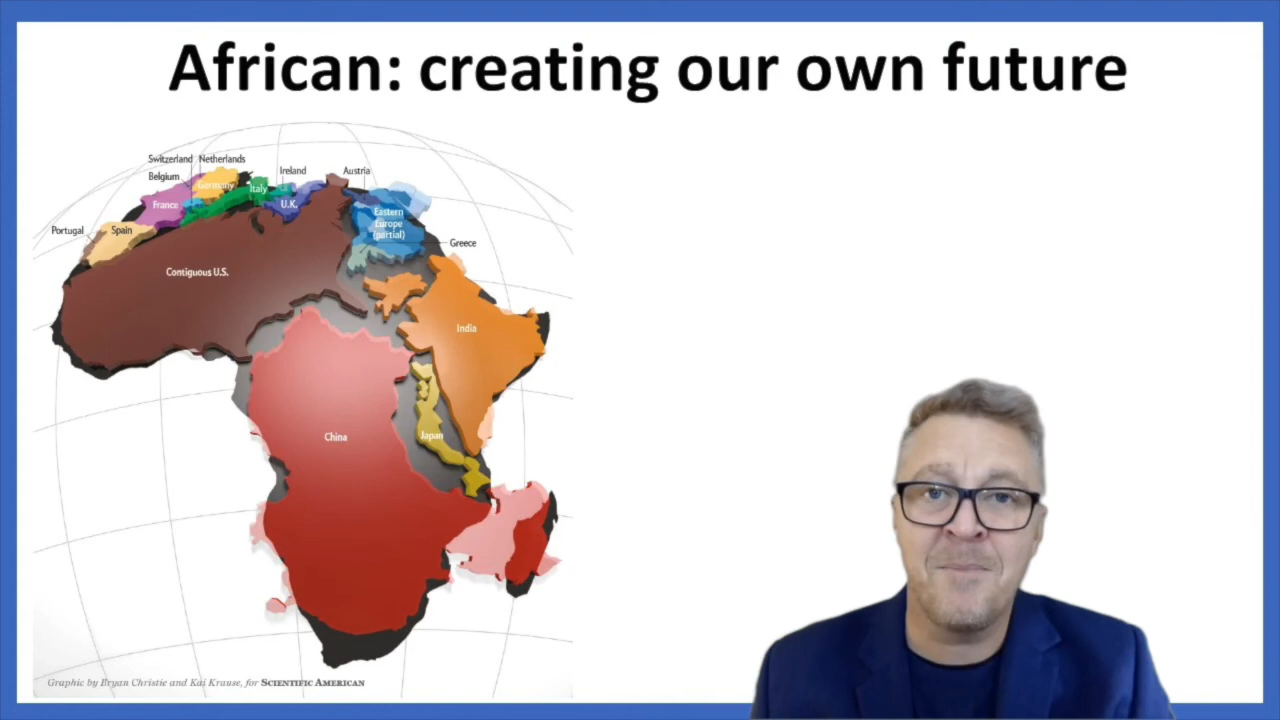 African: creating our own future
Switzerland
Netherlands
Belgium
Germany
Italy
Ireland
Austria
France
U.K.
Portugal
Spain
Eastern
Europe
(partial)
Greece
Contiguous U.S.
India
China
Japan
Graphic by Bryan Christie and Kai Krause, for SCIENTIFIC AMERICAN